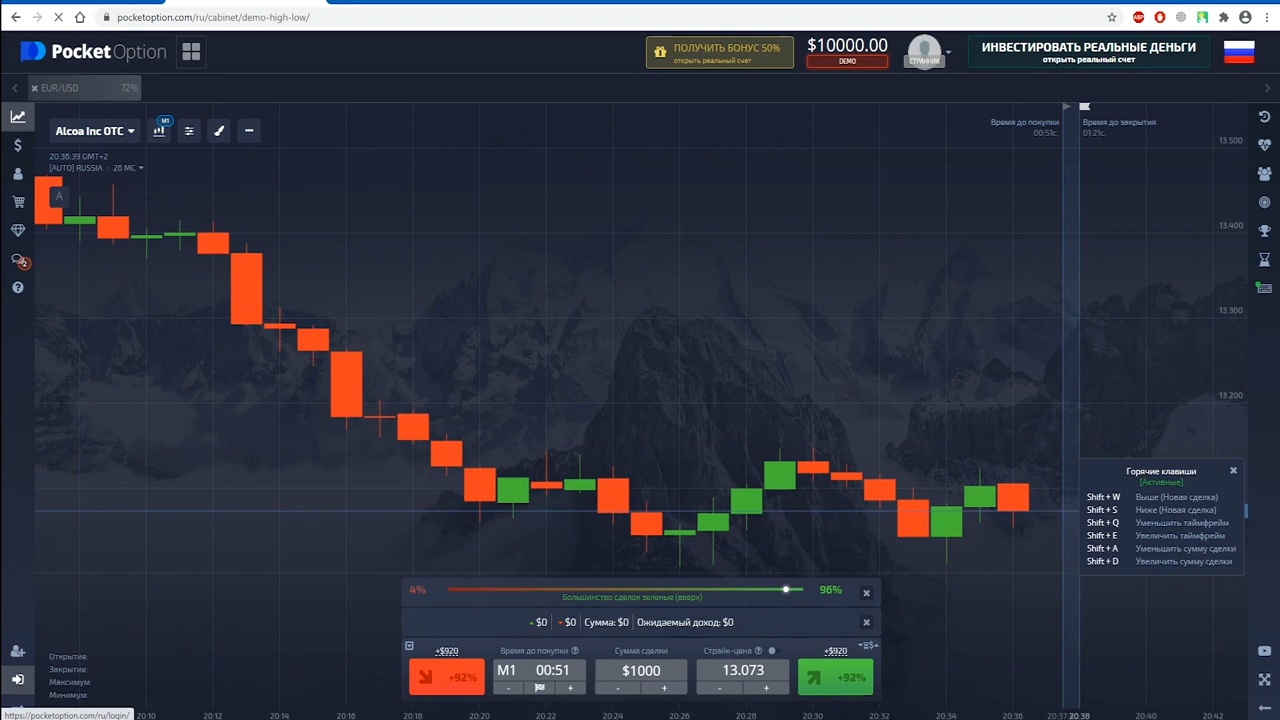 pocketoption.com/ru/cabinet/demo-high-low/
ABP
PocketOption
ПОЛУЧИТЬ БОНУС 50%
открыть реальный счет
$10000.00
DEMO
СТРАННИК
ИНВЕСТИРОВАТЬ РЕАЛЬНЫЕ ДЕНЬГИ
открыть реальный счет
EUR/USD 72%
Alcoa Inc OTC
M1
20:36:39 GMT+2
[AUTO] RUSSIA 26 МС
A
2
Время до покупки
00:51с.
Время до закрытия
01:21с.
13.500
13.400
13.300
13.200
Горячие клавиши
[Активные]
Shift + W Выше (Новая сделка)
Shift + S Ниже (Новая сделка)
Shift + Q Уменьшить таймфрейм
Shift + E Увеличить таймфрейм
Shift + A Уменьшить сумму сделки
Shift + D Увеличить сумму сделки
4% 96%
Большинство сделок зеленые (вверх)
$0 $0 Сумма: $0 Ожидаемый доход: $0
+$920 Время до покупки Сумма сделки Страйк-цена +$920
+92% M1 00:51 $1000 13.073 +92%
- + - + - +
Открытие:
Закрытие:
Максимум:
Минимум:
20:10 20:12 20:14 20:16 20:18 20:20 20:22 20:24 20:26 20:28 20:30 20:32 20:34 20:36 20:37 20:38 20:40 20:42
https://pocketoption.com/ru/login/